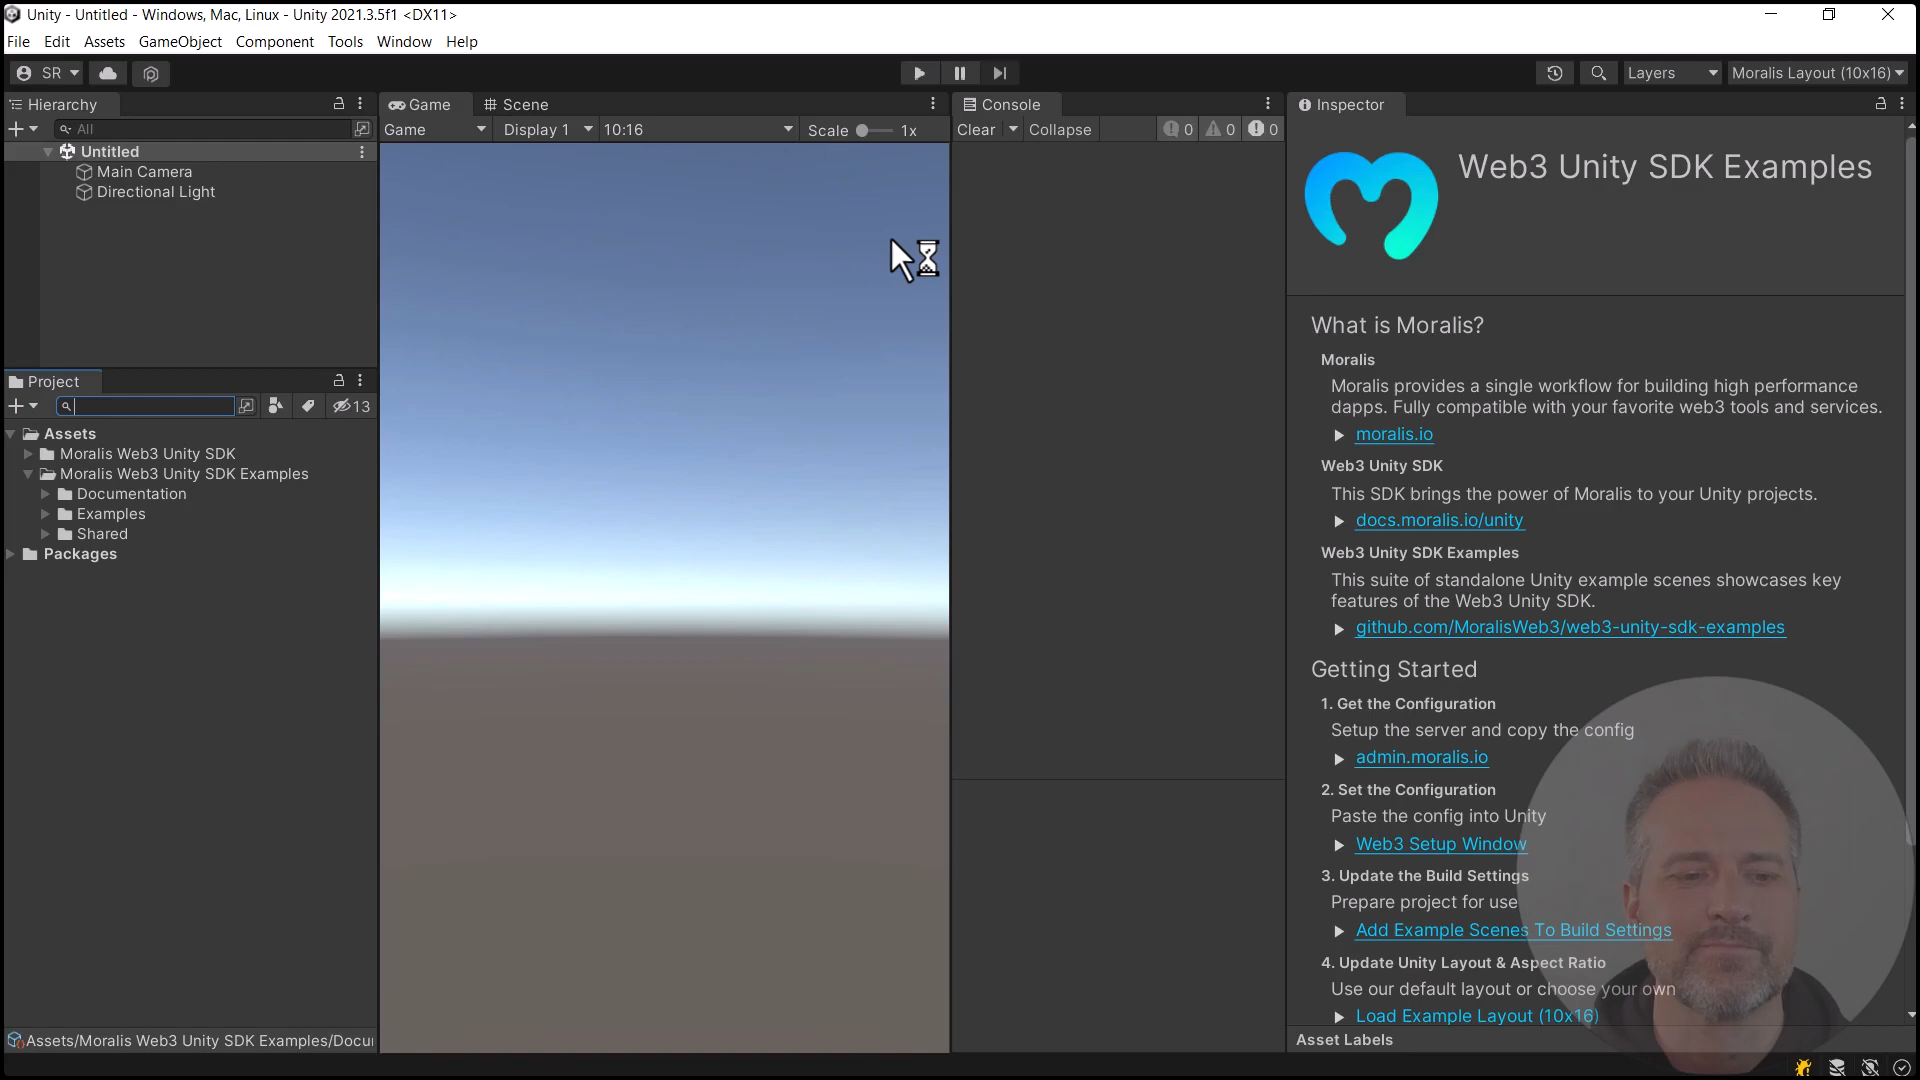 Unity - Untitled - Windows, Mac, Linux - Unity 2021.3.5f1 <DX11>
File Edit Assets GameObject Component Tools Window Help
SR
Layers
Moralis Layout (10x16)
Hierarchy
All
Untitled
Main Camera
Directional Light
Project
13
Assets
Moralis Web3 Unity SDK
Moralis Web3 Unity SDK Examples
Documentation
Examples
Shared
Packages
Assets/Moralis Web3 Unity SDK Examples/Docu
Game
Scene
Game
Display 1
10:16
Scale
1x
Console
Clear
Collapse
0
0
0
Inspector
Web3 Unity SDK Examples
What is Moralis?
Moralis
Moralis provides a single workflow for building high performance
dapps. Fully compatible with your favorite web3 tools and services.
moralis.io
Web3 Unity SDK
This SDK brings the power of Moralis to your Unity projects.
docs.moralis.io/unity
Web3 Unity SDK Examples
This suite of standalone Unity example scenes showcases key
features of the Web3 Unity SDK.
github.com/MoralisWeb3/web3-unity-sdk-examples
Getting Started
1. Get the Configuration
Setup the server and copy the config
admin.moralis.io
2. Set the Configuration
Paste the config into Unity
Web3 Setup Window
3. Update the Build Settings
Prepare project for use
Add Example Scenes To Build Settings
4. Update Unity Layout & Aspect Ratio
Use our default layout or choose your own
Load Example Layout (10x16)
Asset Labels